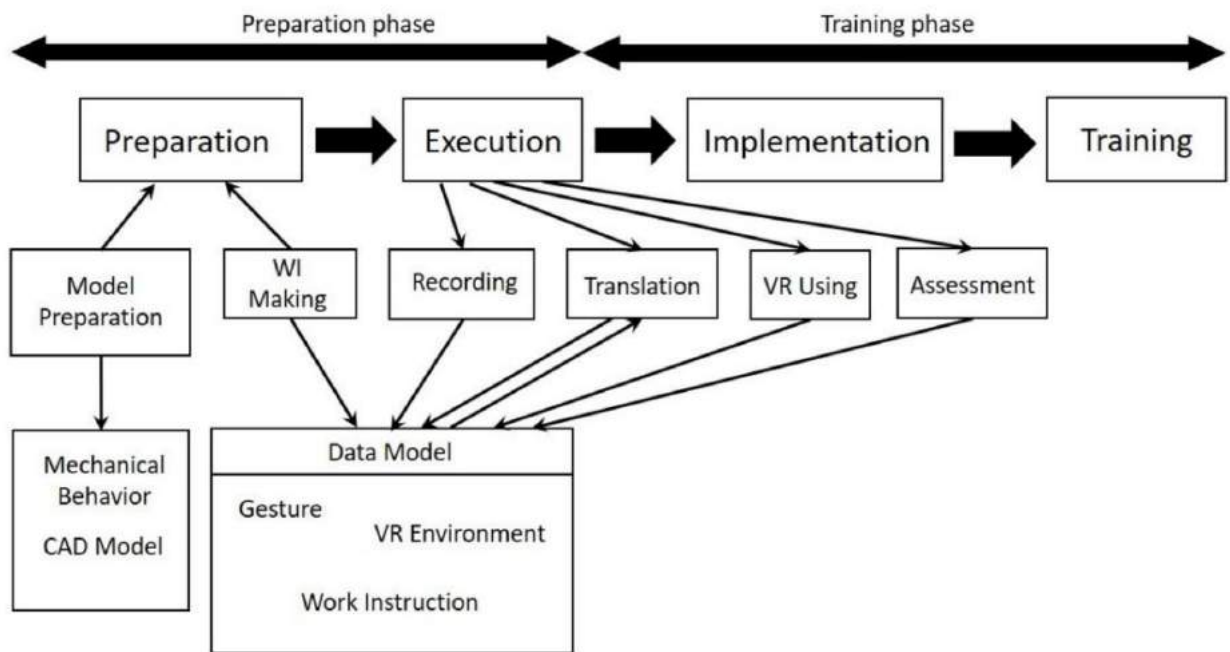 Preparation phase
Training phase
Preparation
Execution
Implementation
Training
Model
Preparation
WI
Making
Recording
Translation
VR Using
Assessment
Mechanical
Behavior
CAD Model
Data Model
Gesture
VR Environment
Work Instruction